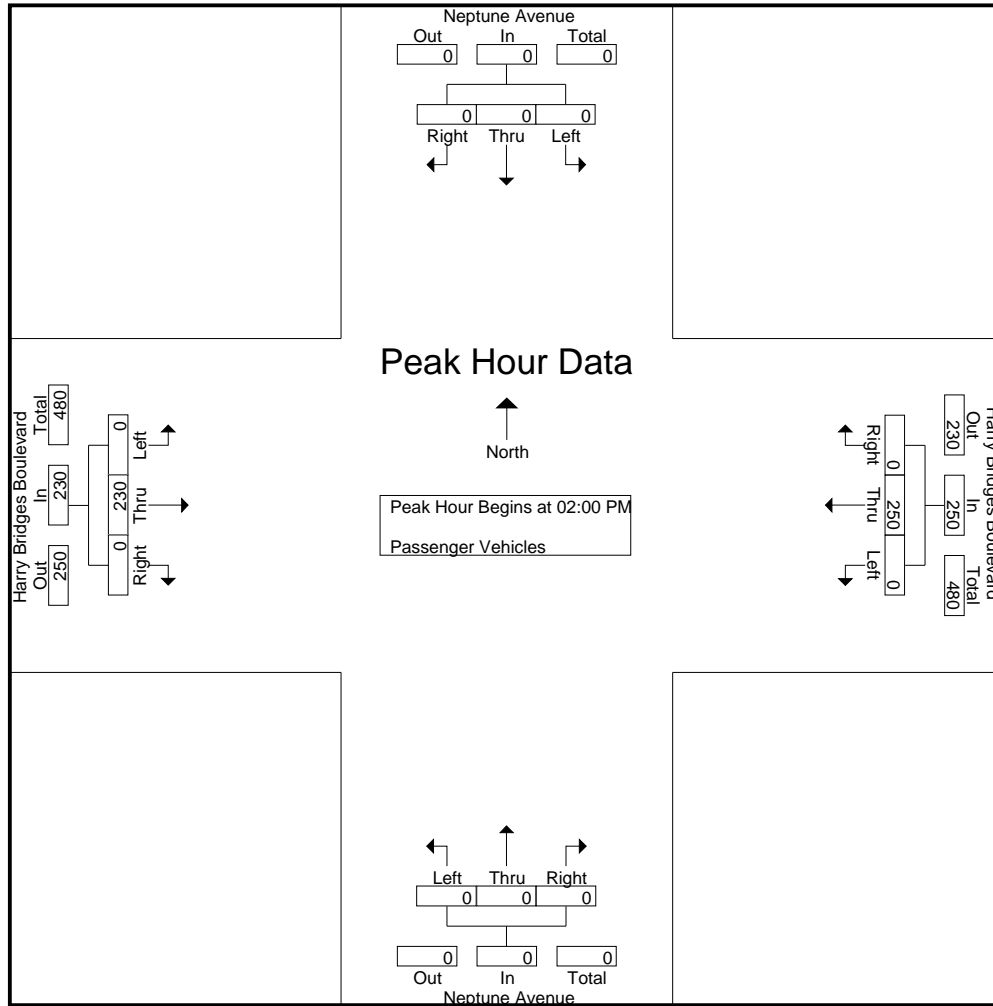 Neptune Avenue
Out In Total
0 0 0
0 0 0
Right Thru Left
Peak Hour Data
North
Peak Hour Begins at 02:00 PM
Passenger Vehicles
Harry Bridges Boulevard
Total In Out
480 230 250
0 230 0
Left Thru Right
Harry Bridges Boulevard
Out In Total
230 250 480
0 250 0
Right Thru Left
Left Thru Right
0 0 0
0 0 0
Out In Total
Neptune Avenue